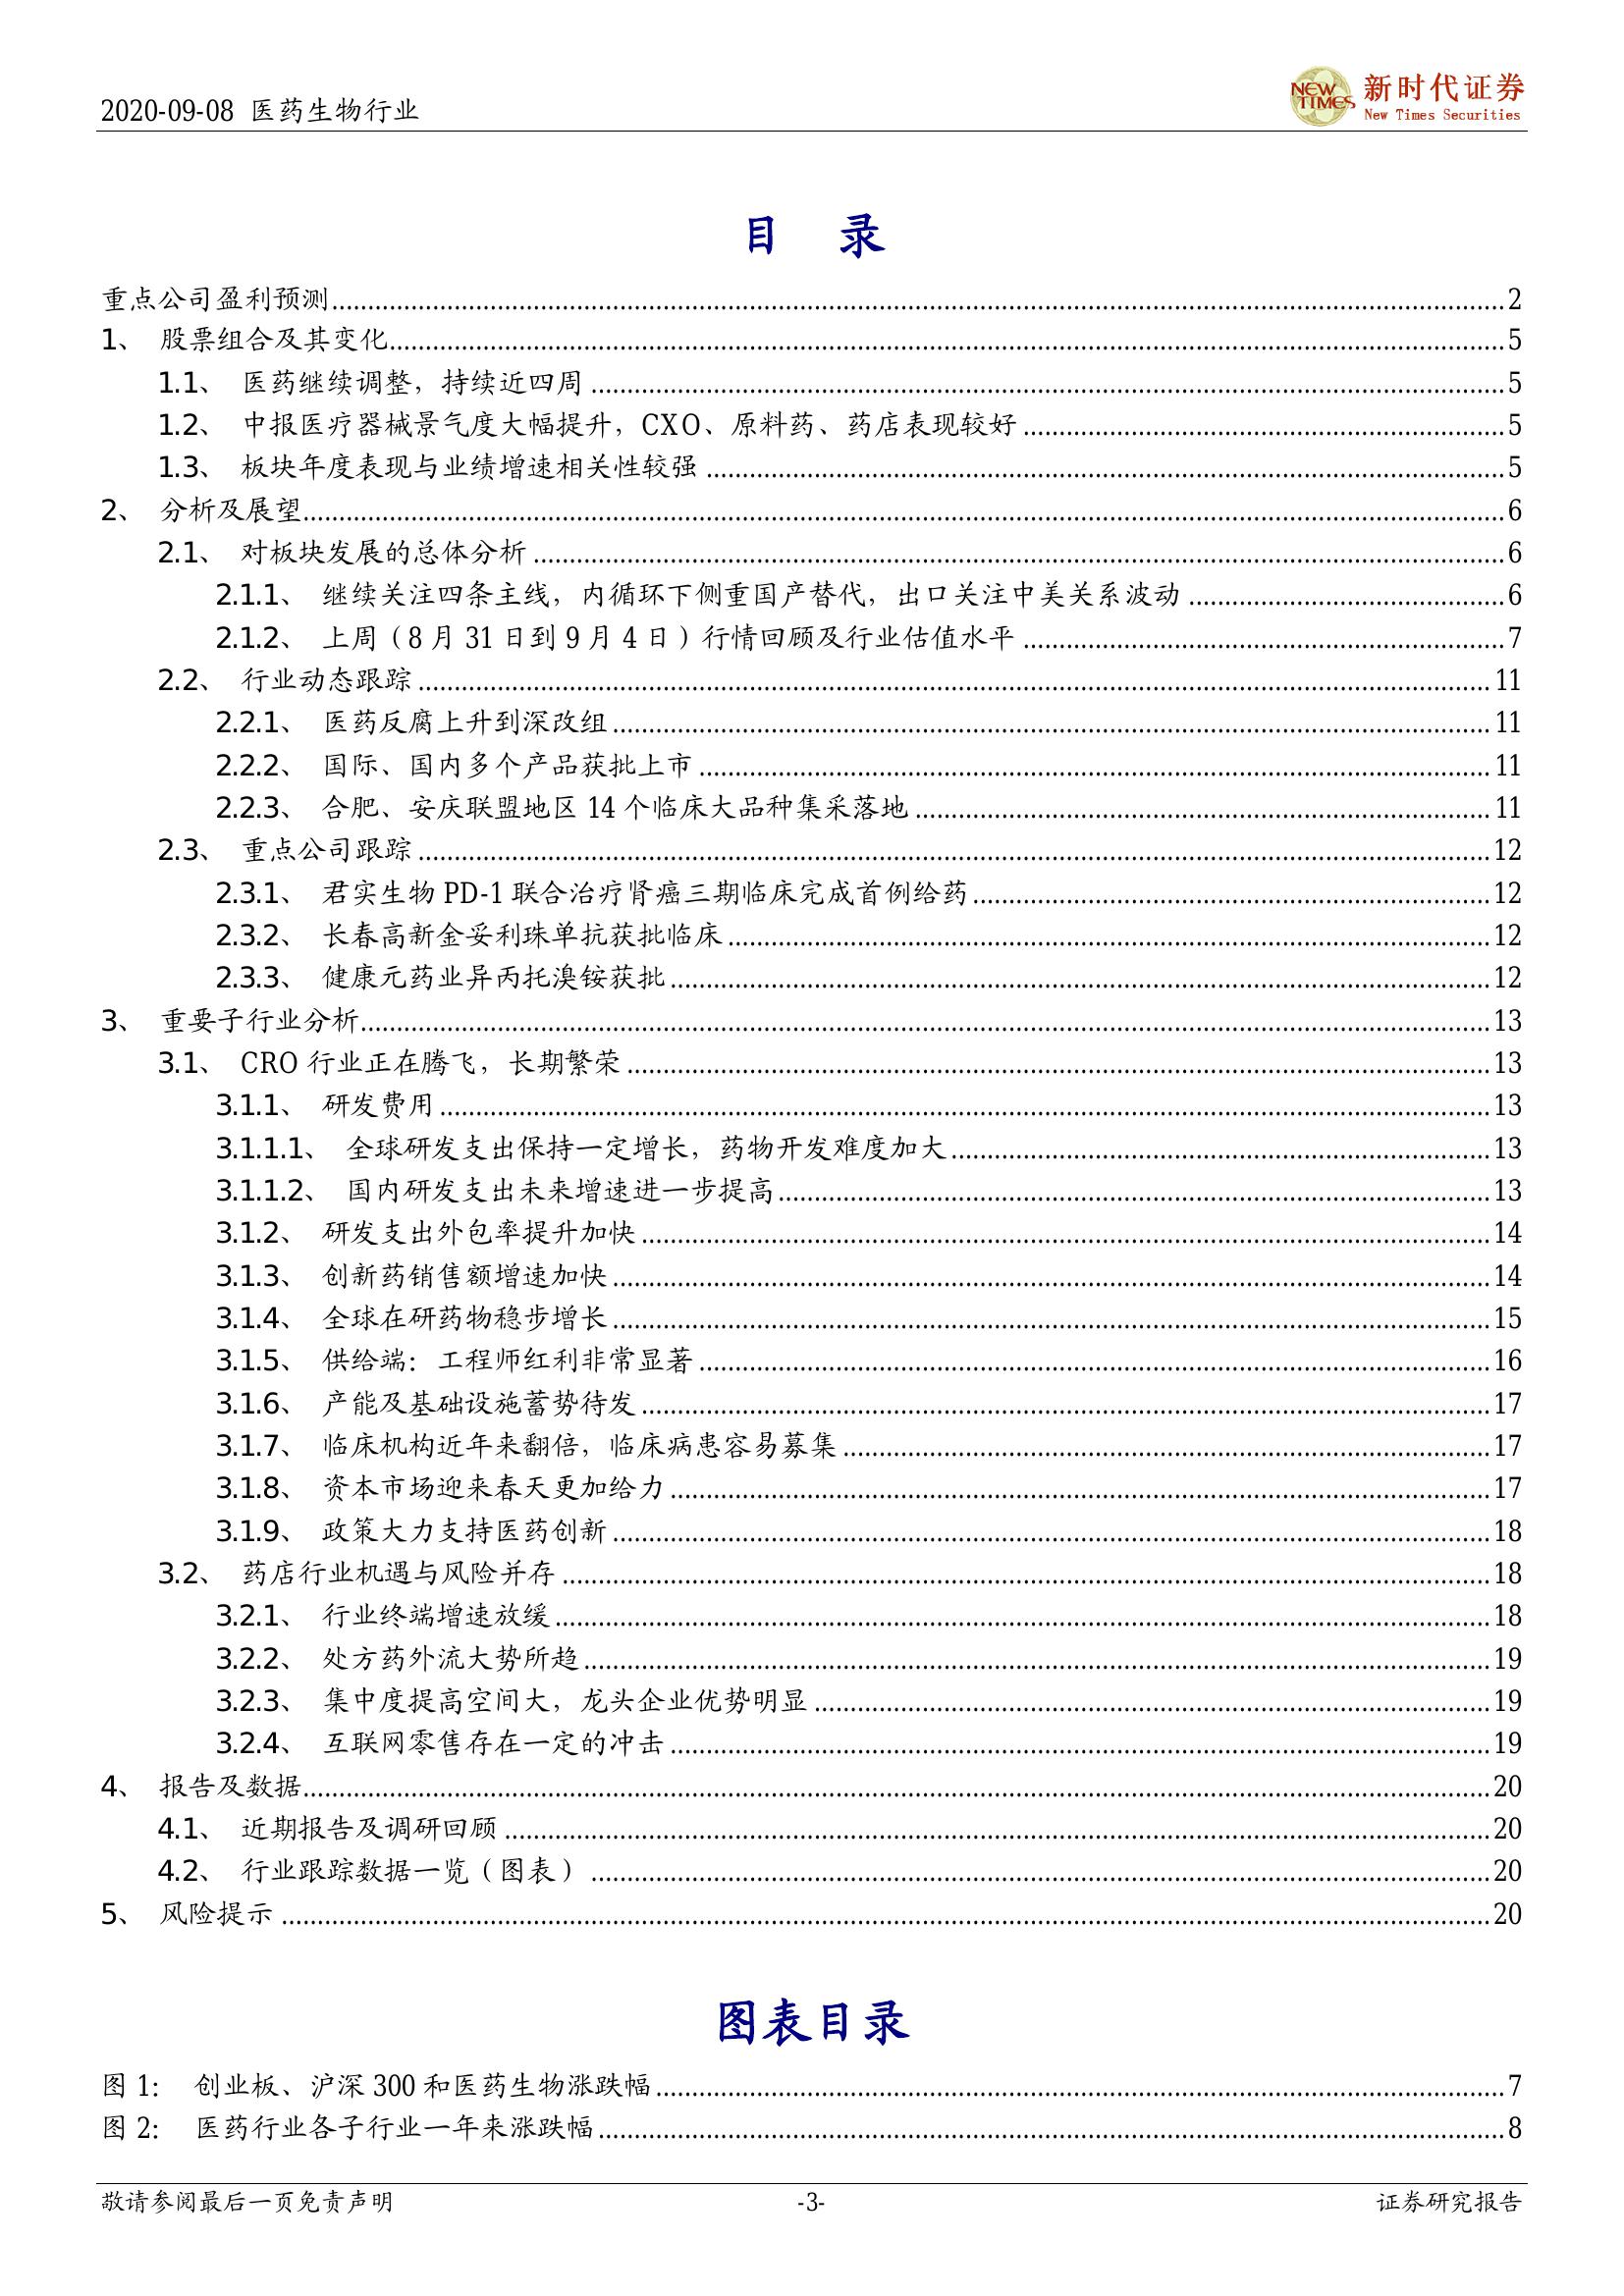 2020-09-08 医药生物行业
NEW TIMES 新时代证券
New Times Securities
目 录
重点公司盈利预测 2
1、 股票组合及其变化 5
1.1、 医药继续调整，持续近四周 5
1.2、 中报医疗器械景气度大幅提升，CXO、原料药、药店表现较好 5
1.3、 板块年度表现与业绩增速相关性较强 5
2、 分析及展望 6
2.1、 对板块发展的总体分析 6
2.1.1、 继续关注四条主线，内循环下侧重国产替代，出口关注中美关系波动 6
2.1.2、 上周（8 月 31 日到 9 月 4 日）行情回顾及行业估值水平 7
2.2、 行业动态跟踪 11
2.2.1、 医药反腐上升到深改组 11
2.2.2、 国际、国内多个产品获批上市 11
2.2.3、 合肥、安庆联盟地区 14 个临床大品种集采落地 11
2.3、 重点公司跟踪 12
2.3.1、 君实生物 PD-1 联合治疗肾癌三期临床完成首例给药 12
2.3.2、 长春高新金妥利珠单抗获批临床 12
2.3.3、 健康元药业异丙托溴铵获批 12
3、 重要子行业分析 13
3.1、 CRO 行业正在腾飞，长期繁荣 13
3.1.1、 研发费用 13
3.1.1.1、 全球研发支出保持一定增长，药物开发难度加大 13
3.1.1.2、 国内研发支出未来增速进一步提高 13
3.1.2、 研发支出外包率提升加快 14
3.1.3、 创新药销售额增速加快 14
3.1.4、 全球在研药物稳步增长 15
3.1.5、 供给端：工程师红利非常显著 16
3.1.6、 产能及基础设施蓄势待发 17
3.1.7、 临床机构近年来翻倍，临床病患容易募集 17
3.1.8、 资本市场迎来春天更加给力 17
3.1.9、 政策大力支持医药创新 18
3.2、 药店行业机遇与风险并存 18
3.2.1、 行业终端增速放缓 18
3.2.2、 处方药外流大势所趋 19
3.2.3、 集中度提高空间大，龙头企业优势明显 19
3.2.4、 互联网零售存在一定的冲击 19
4、 报告及数据 20
4.1、 近期报告及调研回顾 20
4.2、 行业跟踪数据一览（图表） 20
5、 风险提示 20
图表目录
图 1： 创业板、沪深 300 和医药生物涨跌幅 7
图 2： 医药行业各子行业一年来涨跌幅 8
敬请参阅最后一页免责声明 -3- 证券研究报告